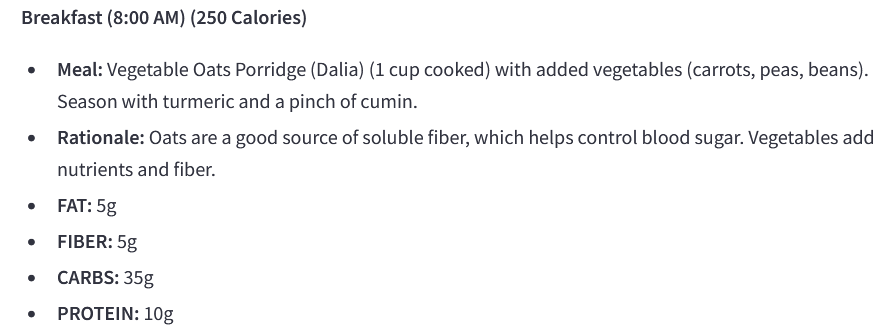 Breakfast (8:00 AM) (250 Calories)
• Meal: Vegetable Oats Porridge (Dalia) (1 cup cooked) with added vegetables (carrots, peas, beans).
Season with turmeric and a pinch of cumin.
• Rationale: Oats are a good source of soluble fiber, which helps control blood sugar. Vegetables add
nutrients and fiber.
• FAT: 5g
• FIBER: 5g
• CARBS: 35g
• PROTEIN: 10g